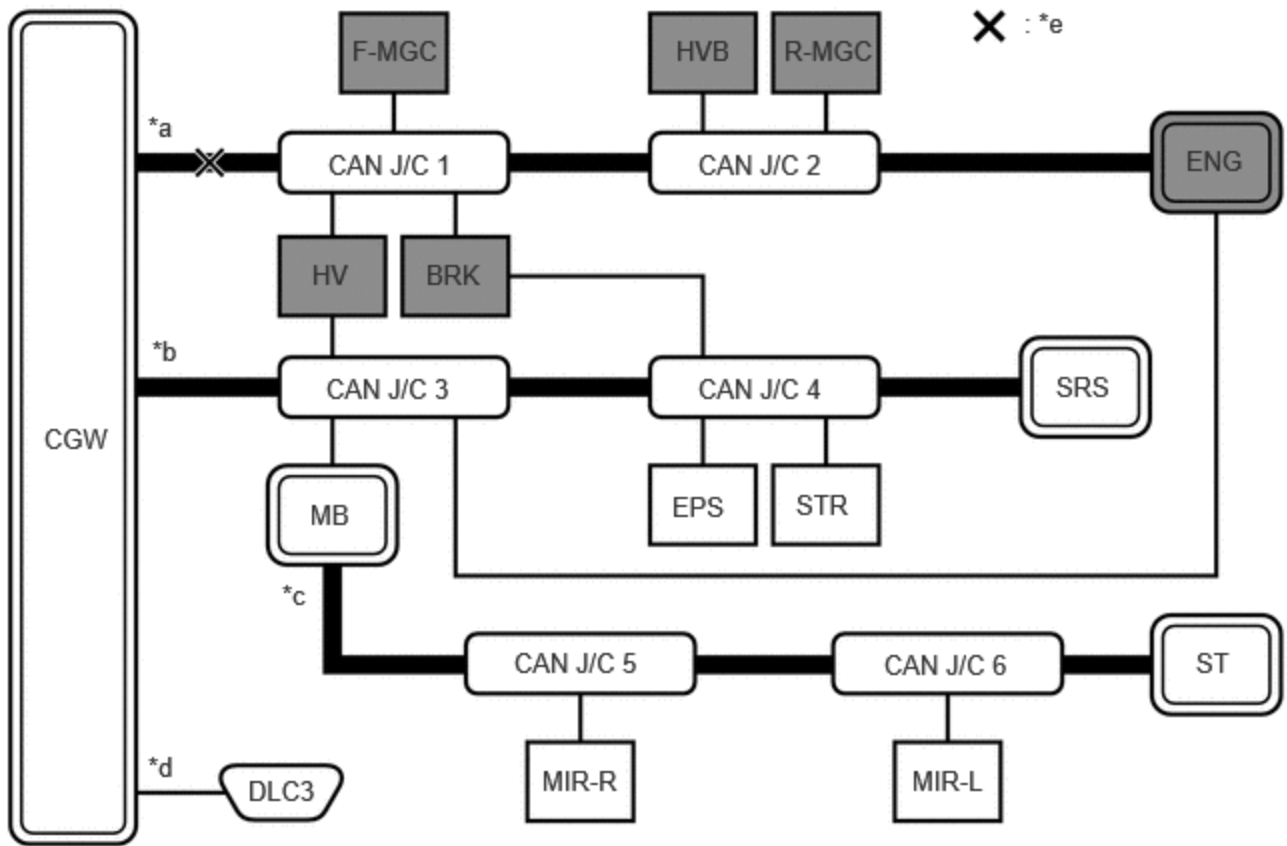 F-MGC
HVB
R-MGC
: *e
*a
CAN J/C 1
CAN J/C 2
ENG
HV
BRK
*b
CAN J/C 3
CAN J/C 4
SRS
CGW
MB
EPS
STR
*c
CAN J/C 5
CAN J/C 6
ST
*d
DLC3
MIR-R
MIR-L